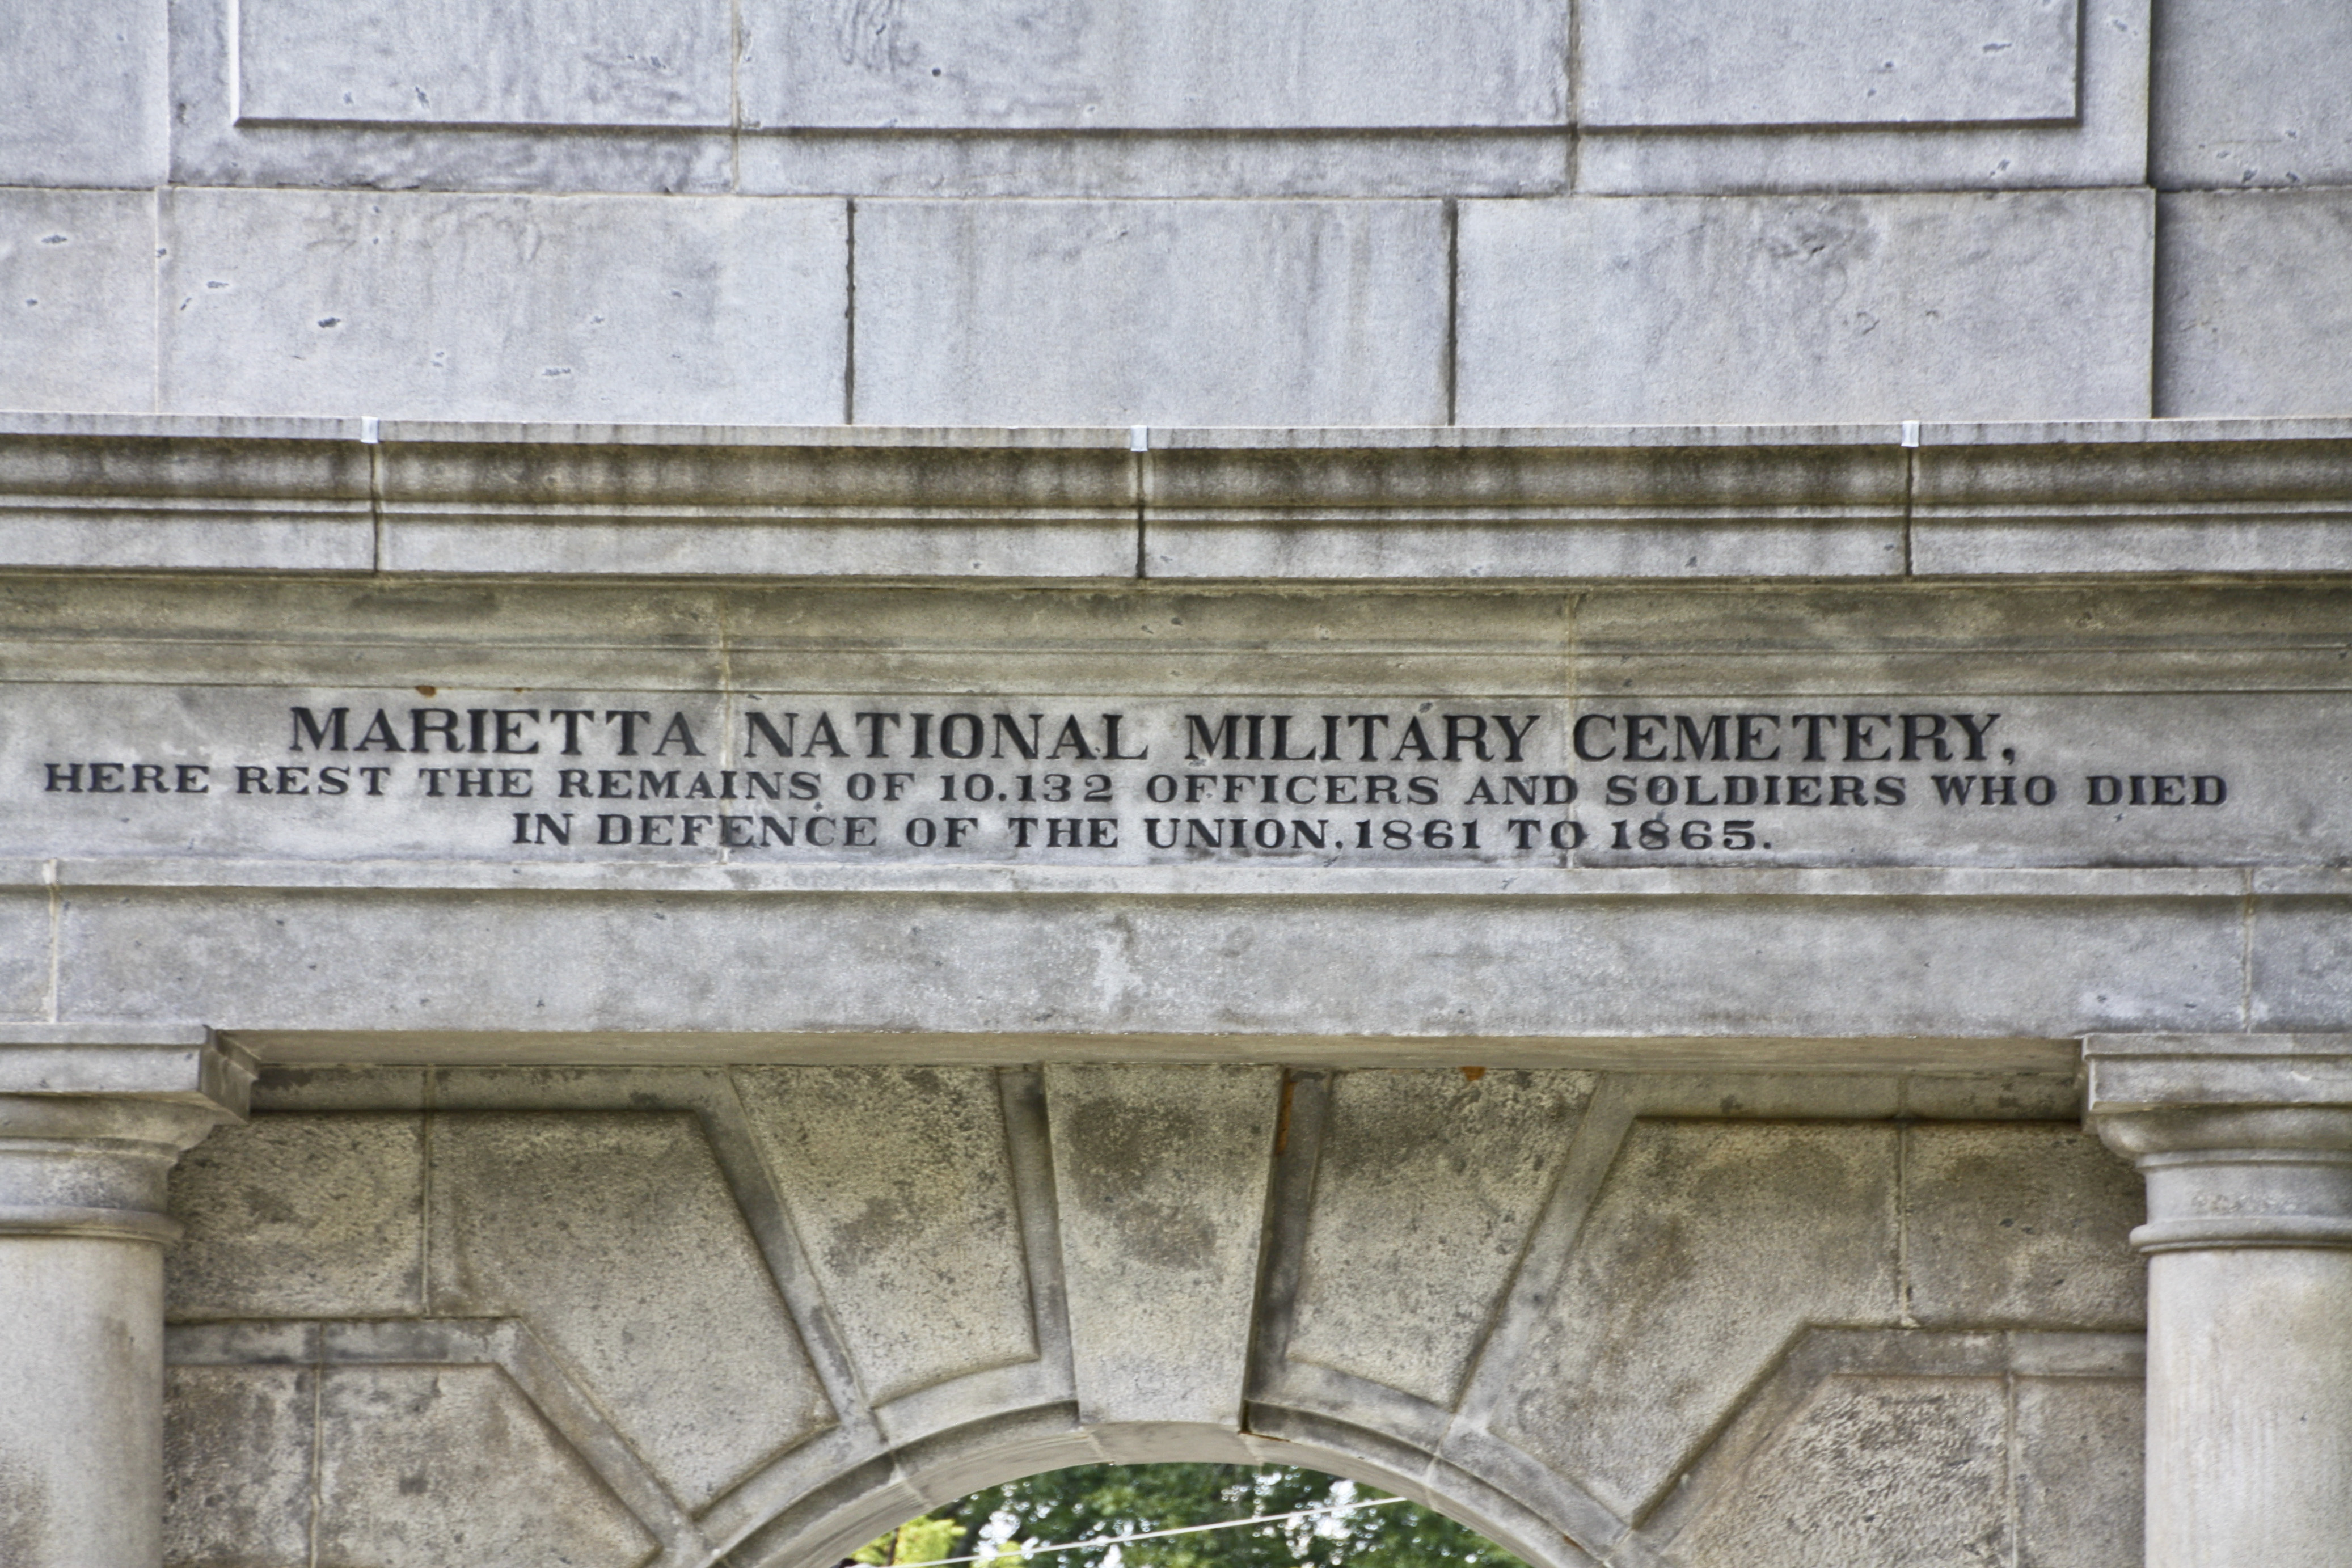 MARIETTA NATIONAL MILITARY CEMETERY,
HERE REST THE REMAINS OF 10.132 OFFICERS AND SOLDIERS WHO DIED
IN DEFENCE OF THE UNION, 1861 TO 1865.